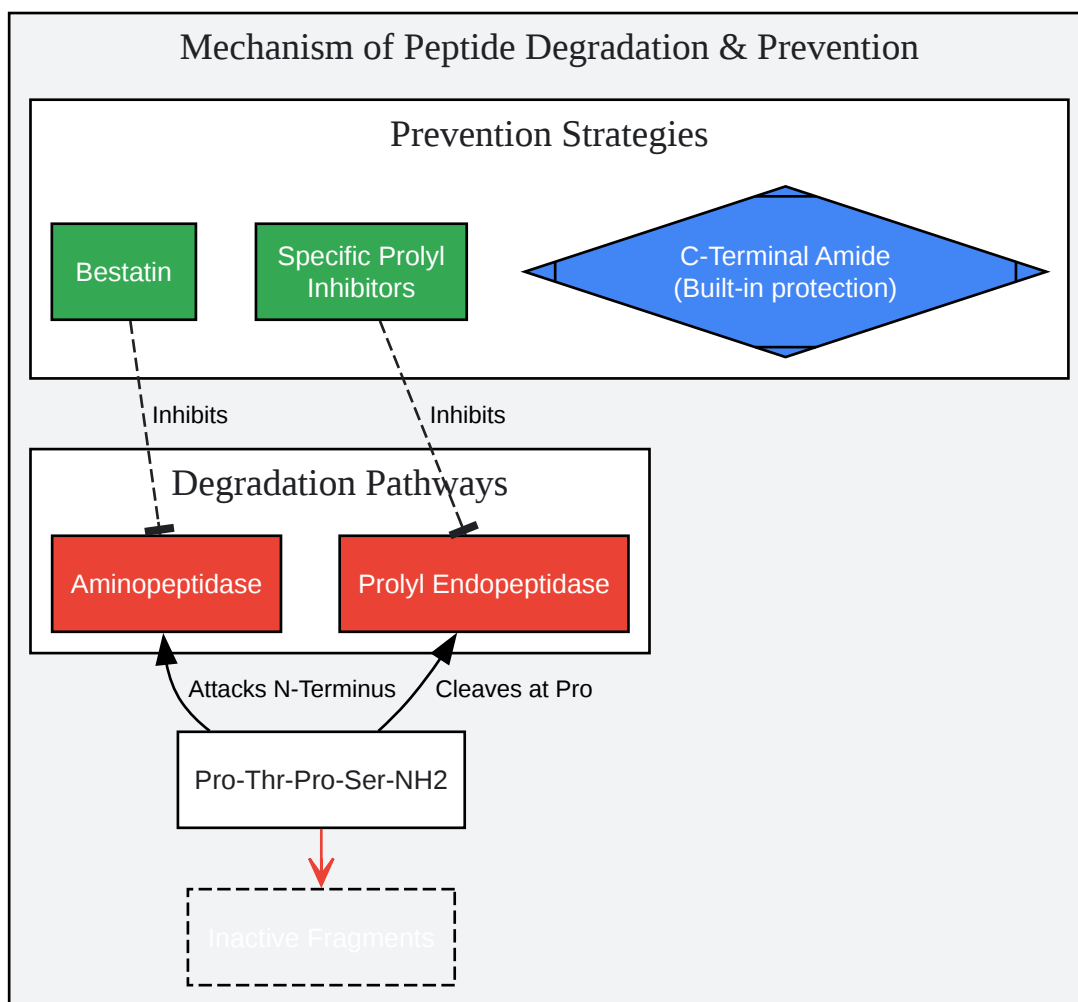 Mechanism of Peptide Degradation & Prevention
Prevention Strategies
Bestatin
Specific Prolyl
Inhibitors
C-Terminal Amide
(Built-in protection)
Inhibits
Inhibits
Degradation Pathways
Aminopeptidase
Prolyl Endopeptidase
Attacks N-Terminus
Cleaves at Pro
Pro-Thr-Pro-Ser-NH2
Inactive Fragments